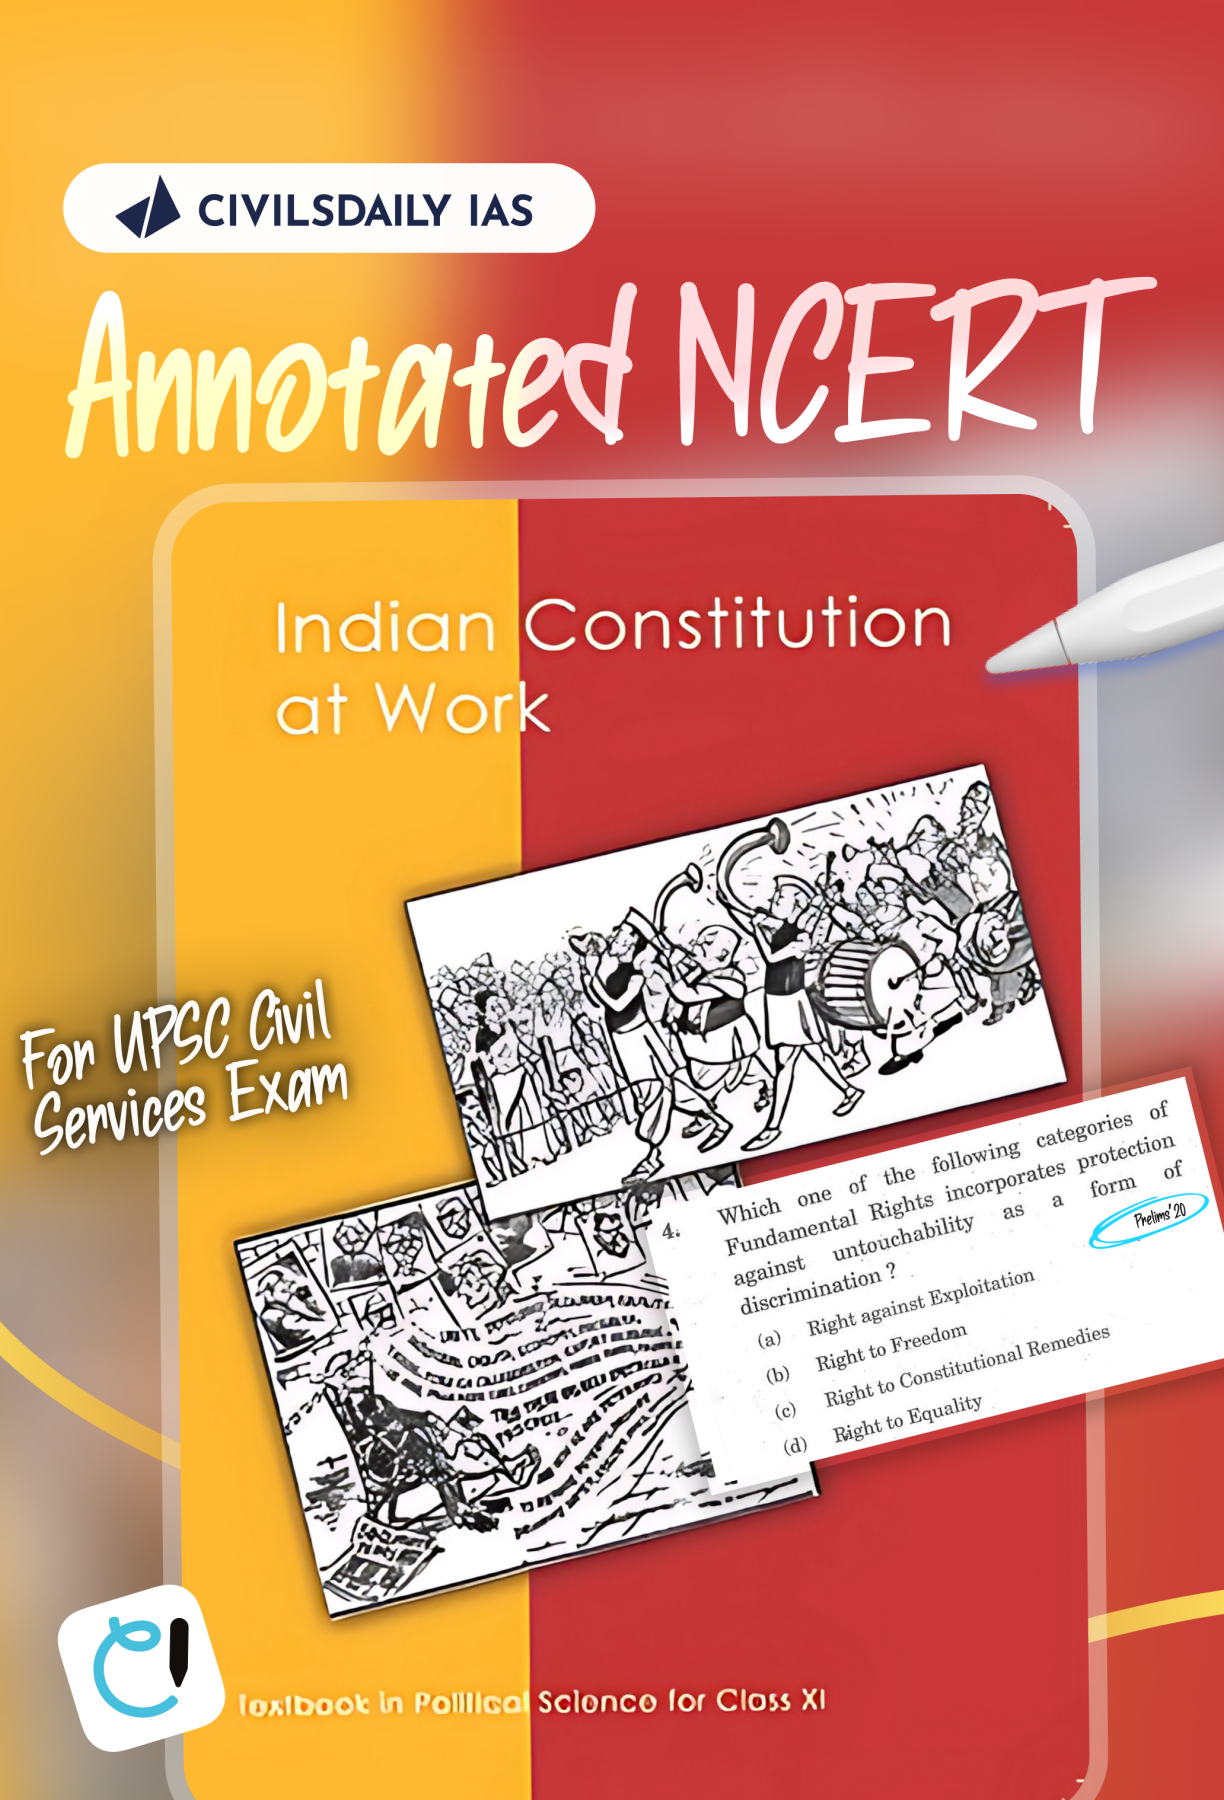 CIVILSDAILY IAS
Annotated NCERT
Indian Constitution
at Work
For UPSC Civil
Services Exam
4. Which one of the following categories of
Fundamental Rights incorporates protection
against untouchability as a form of
discrimination ?
Prelims'20
(a) Right against Exploitation
(b) Right to Freedom
(c) Right to Constitutional Remedies
(d) Right to Equality
Textbook in Political Science for Class XI